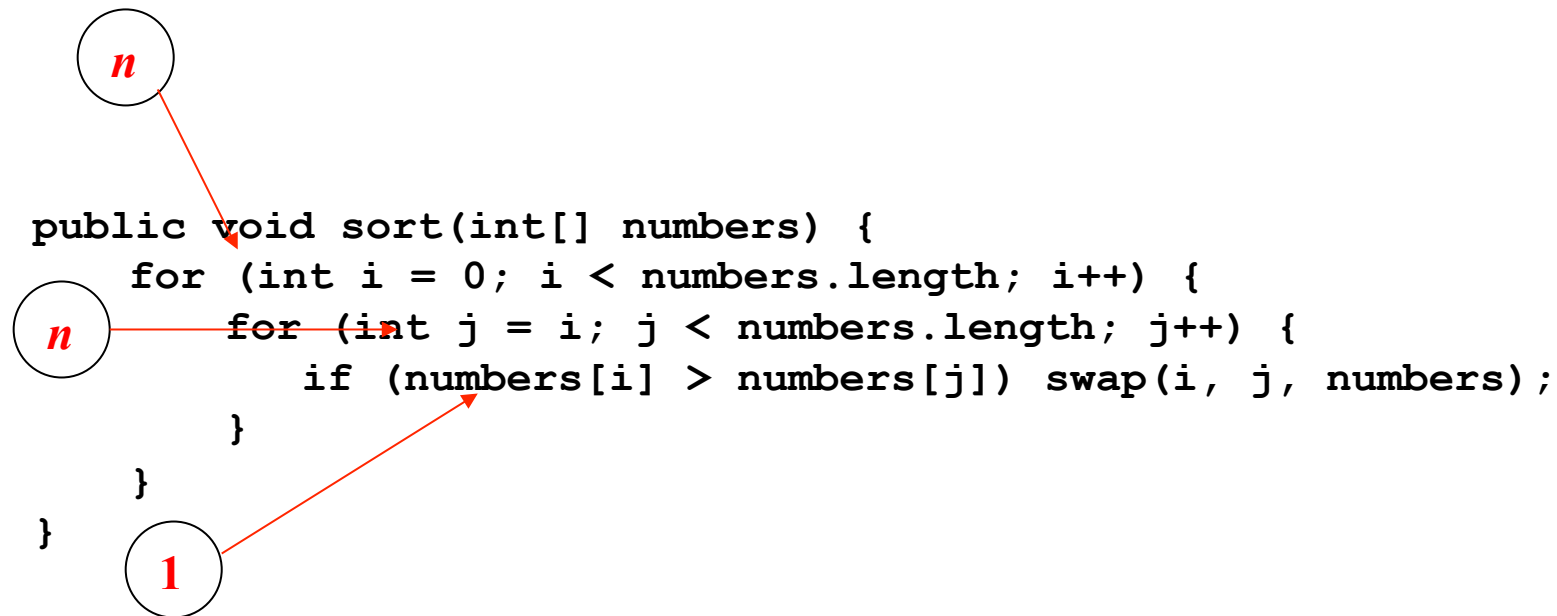 n
public void sort(int[] numbers) {
for (int i = 0; i < numbers.length; i++) {
n
for (int j = i; j < numbers.length; j++) {
if (numbers[i] > numbers[j]) swap(i, j, numbers);
}
}
}
1